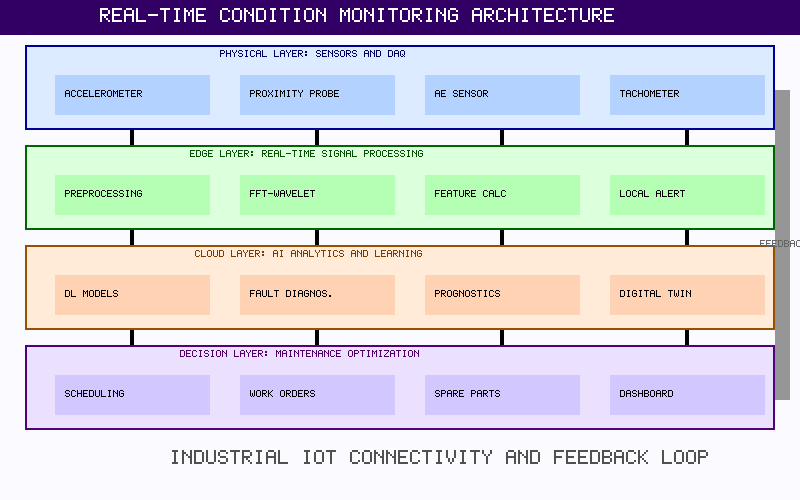 REAL-TIME CONDITION MONITORING ARCHITECTURE
PHYSICAL LAYER: SENSORS AND DAQ
ACCELEROMETER
PROXIMITY PROBE
AE SENSOR
TACHOMETER
EDGE LAYER: REAL-TIME SIGNAL PROCESSING
PREPROCESSING
FFT-WAVELET
FEATURE CALC
LOCAL ALERT
FEEDBAC
CLOUD LAYER: AI ANALYTICS AND LEARNING
DL MODELS
FAULT DIAGNOS.
PROGNOSTICS
DIGITAL TWIN
DECISION LAYER: MAINTENANCE OPTIMIZATION
SCHEDULING
WORK ORDERS
SPARE PARTS
DASHBOARD
INDUSTRIAL IOT CONNECTIVITY AND FEEDBACK LOOP